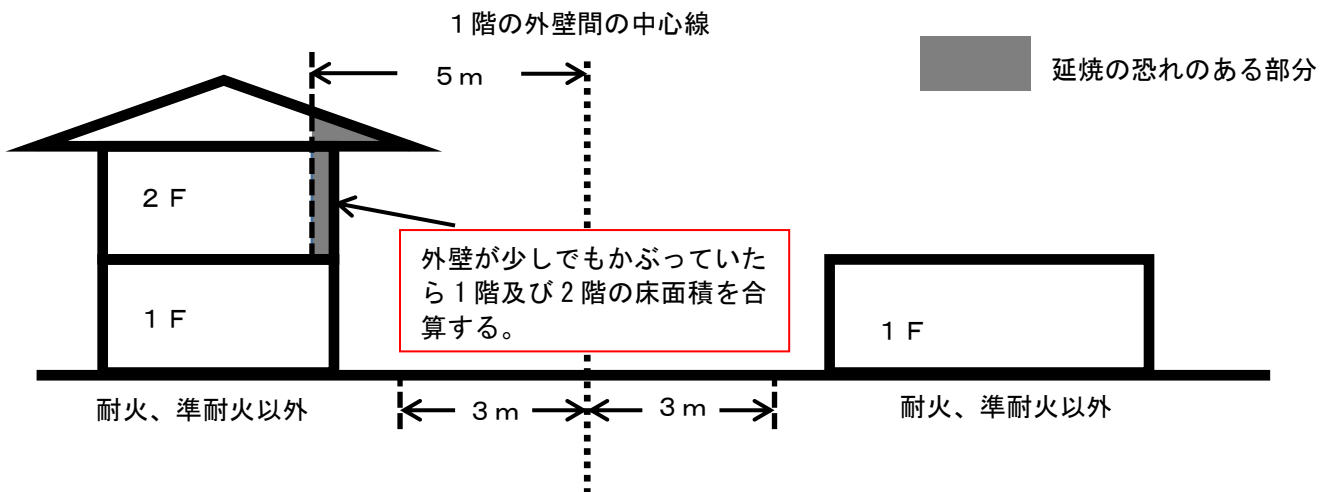 １階の外壁間の中心線
５ｍ
延焼の恐れのある部分
２Ｆ
外壁が少しでもかぶっていた
ら１階及び２階の床面積を合
算する。
１Ｆ
１Ｆ
耐火、準耐火以外
３ｍ
３ｍ
耐火、準耐火以外